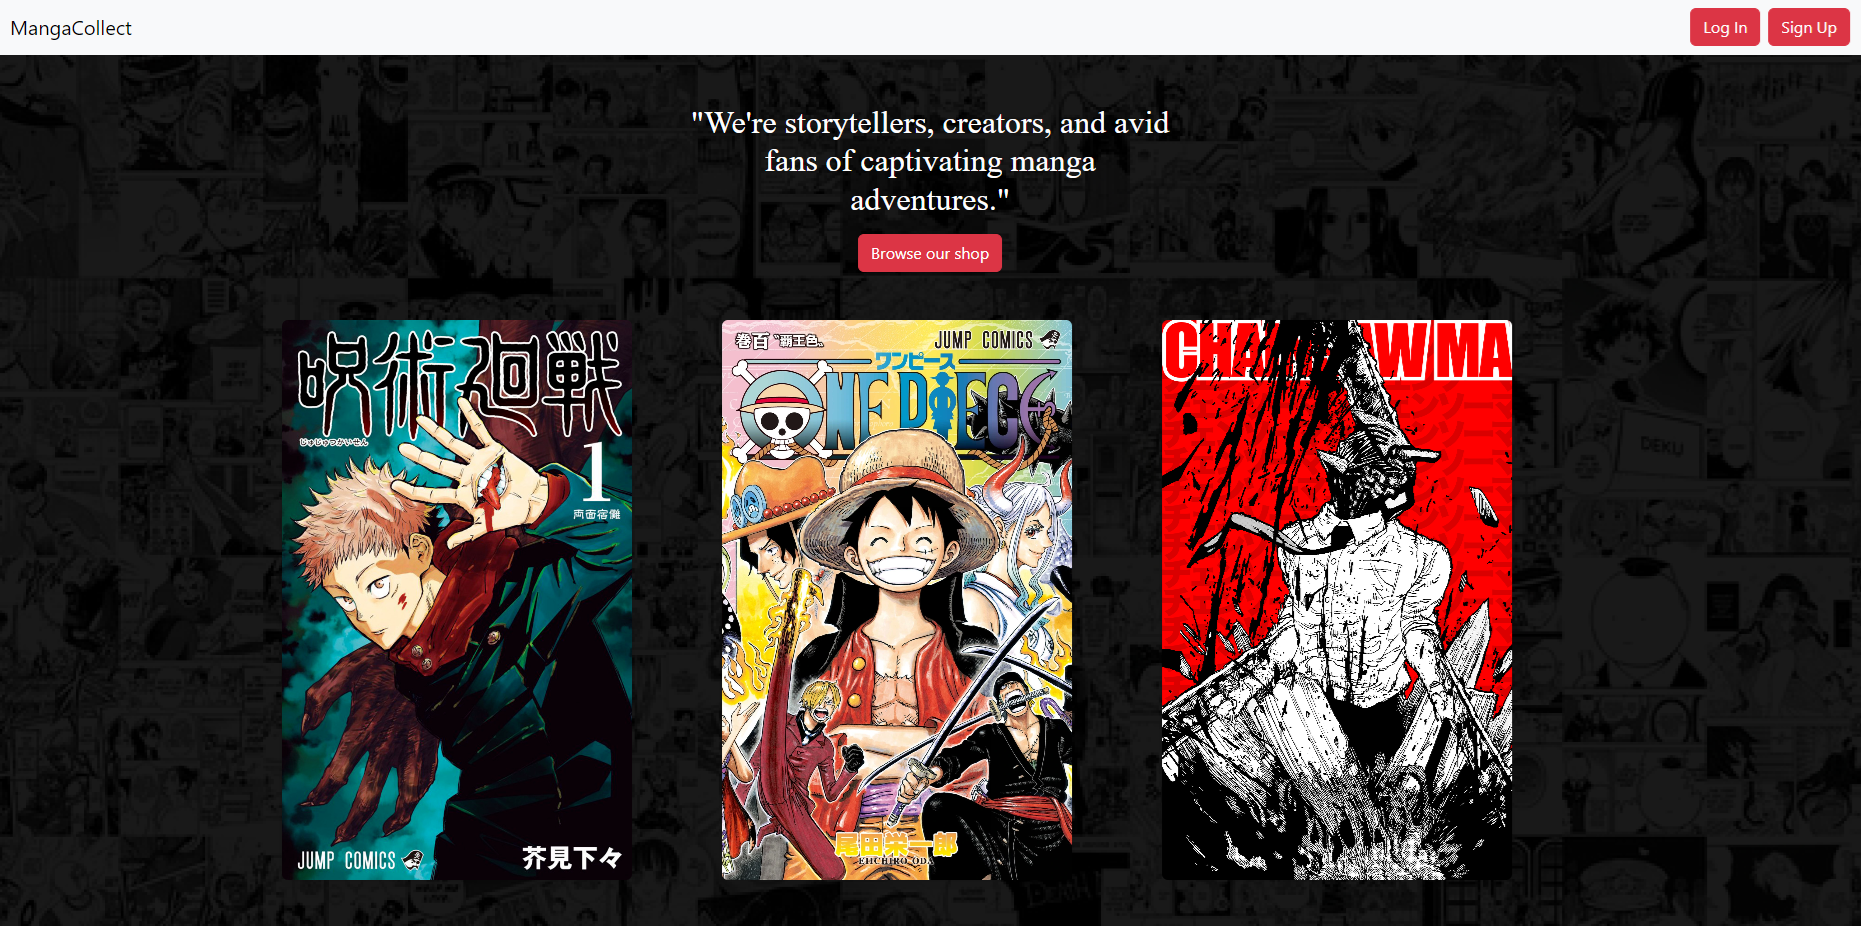 MangaCollect
Log In
Sign Up
"We're storytellers, creators, and avid
fans of captivating manga
adventures."
Browse our shop
呪術廻戦
じゅじゅつかいせん
1
両面宿儺
JUMP COMICS
芥見下々
巻百 〝覇王色〟
JUMP COMICS
ワンピース
ONE PIECE
尾田栄一郎
EIICHIRO ODA
DEKU
DEATH